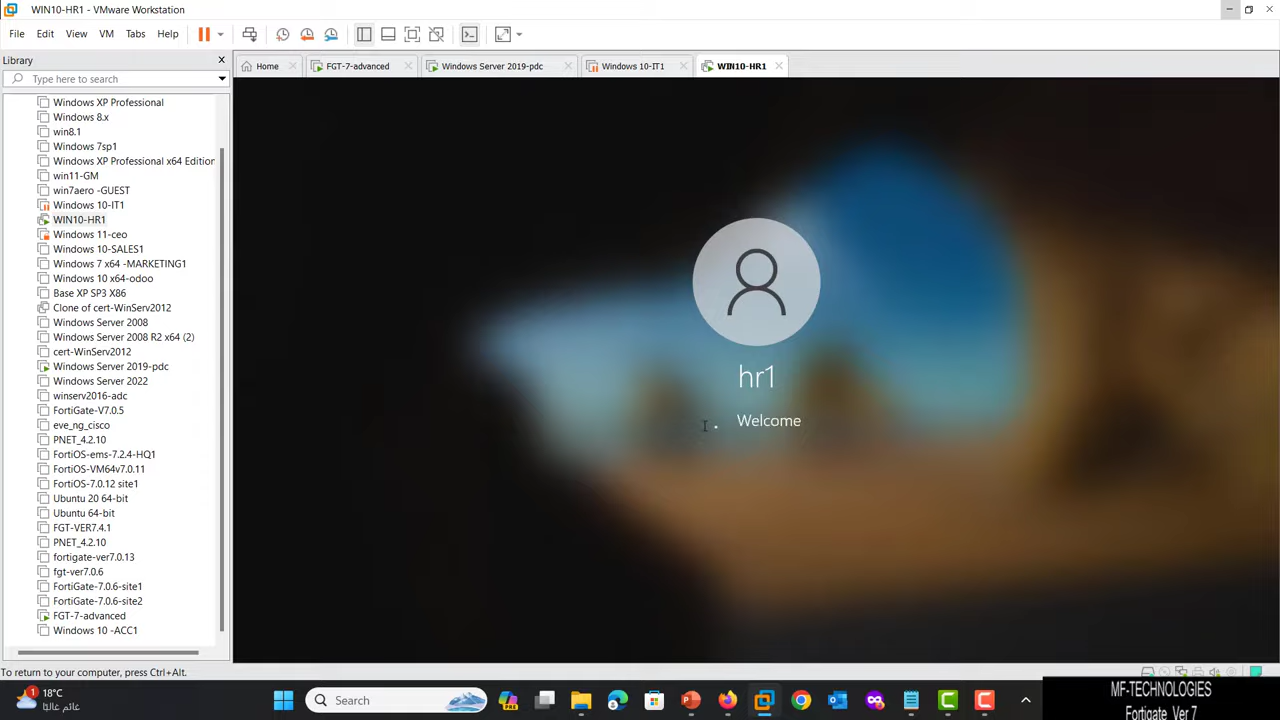 WIN10-HR1 - VMware Workstation
File Edit View VM Tabs Help
Library
Type here to search
Home
FGT-7-advanced
Windows Server 2019-pdc
Windows 10-IT1
WIN10-HR1
Windows XP Professional
Windows 8.x
win8.1
Windows 7sp1
Windows XP Professional x64 Edition
win11-GM
win7aero -GUEST
Windows 10-IT1
WIN10-HR1
Windows 11-ceo
Windows 10-SALES1
Windows 7 x64 -MARKETING1
Windows 10 x64-odoo
Base XP SP3 X86
Clone of cert-WinServ2012
Windows Server 2008
Windows Server 2008 R2 x64 (2)
cert-WinServ2012
Windows Server 2019-pdc
Windows Server 2022
winserv2016-adc
FortiGate-V7.0.5
eve_ng_cisco
PNET_4.2.10
FortiOS-ems-7.2.4-HQ1
FortiOS-VM64v7.0.11
FortiOS-7.0.12 site1
Ubuntu 20 64-bit
Ubuntu 64-bit
FGT-VER7.4.1
PNET_4.2.10
fortigate-ver7.0.13
fgt-ver7.0.6
FortiGate-7.0.6-site1
FortiGate-7.0.6-site2
FGT-7-advanced
Windows 10 -ACC1
hr1
Welcome
To return to your computer, press Ctrl+Alt.
1
18°C
غائم غالبًا
Search
MF-TECHNOLOGIES
Fortigate Ver 7